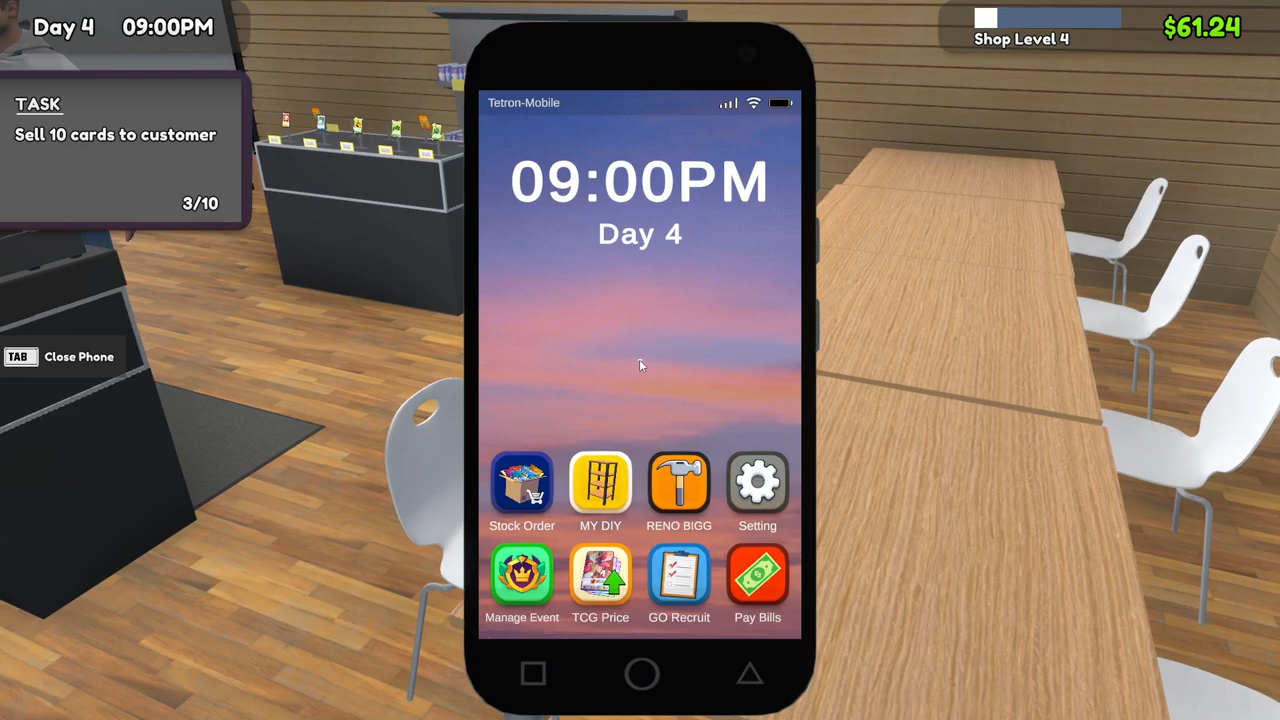 Day 4 09:00PM
Shop Level 4
$61.24
TASK
Sell 10 cards to customer
3/10
TAB Close Phone
Tetron-Mobile
09:00PM
Day 4
Stock Order MY DIY RENO BIGG Setting
Manage Event TCG Price GO Recruit Pay Bills